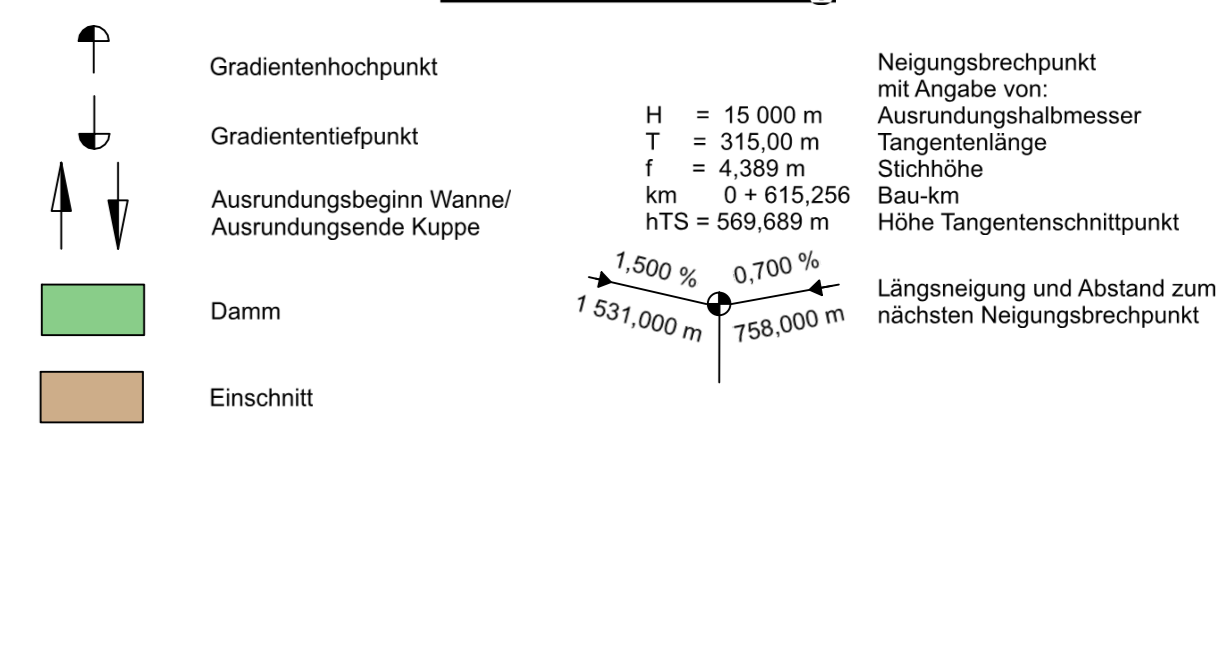 Gradientenhochpunkt
Gradiententiefpunkt
Ausrundungsbeginn Wanne/
Ausrundungsende Kuppe
Damm
Einschnitt
Neigungsbrechpunkt
mit Angabe von:
H = 15 000 m Ausrundungshalbmesser
T = 315,00 m Tangentenlänge
f = 4,389 m Stichhöhe
km 0 + 615,256 Bau-km
hTS = 569,689 m Höhe Tangentenschnittpunkt
1,500 % 0,700 %
1 531,000 m 758,000 m
Längsneigung und Abstand zum
nächsten Neigungsbrechpunkt